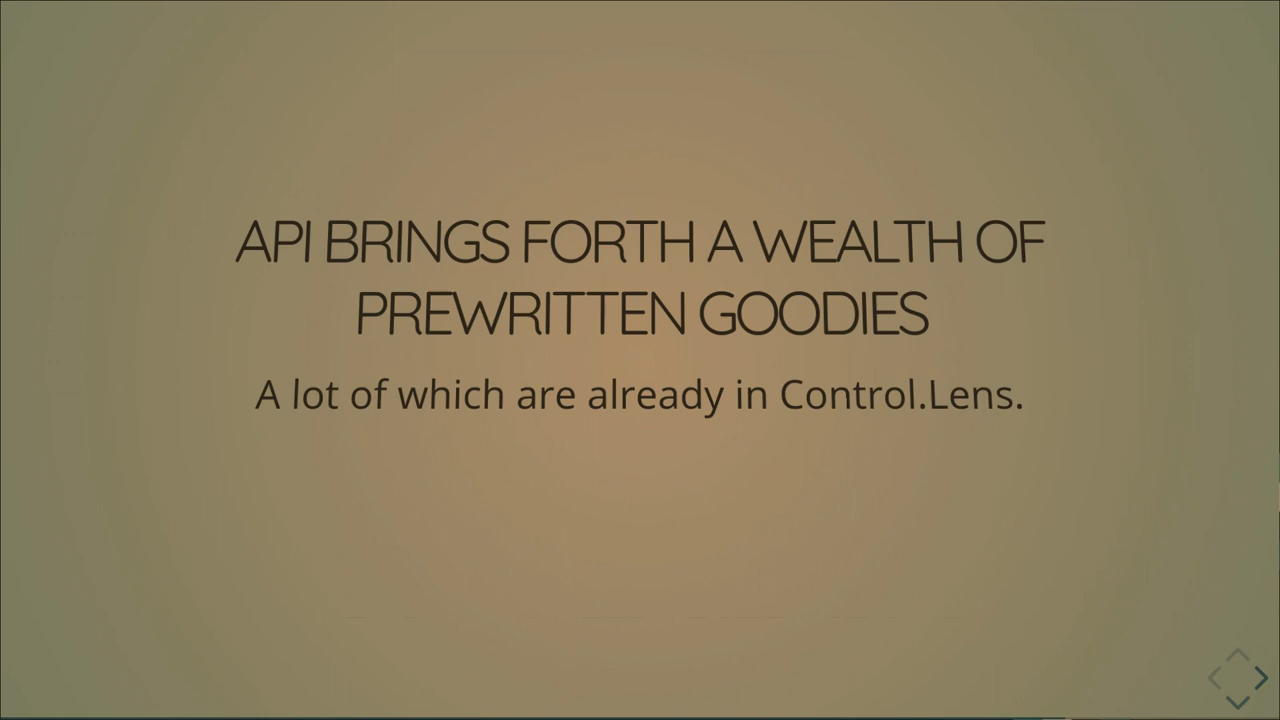 API BRINGS FORTH A WEALTH OF
PREWRITTEN GOODIES
A lot of which are already in Control.Lens.